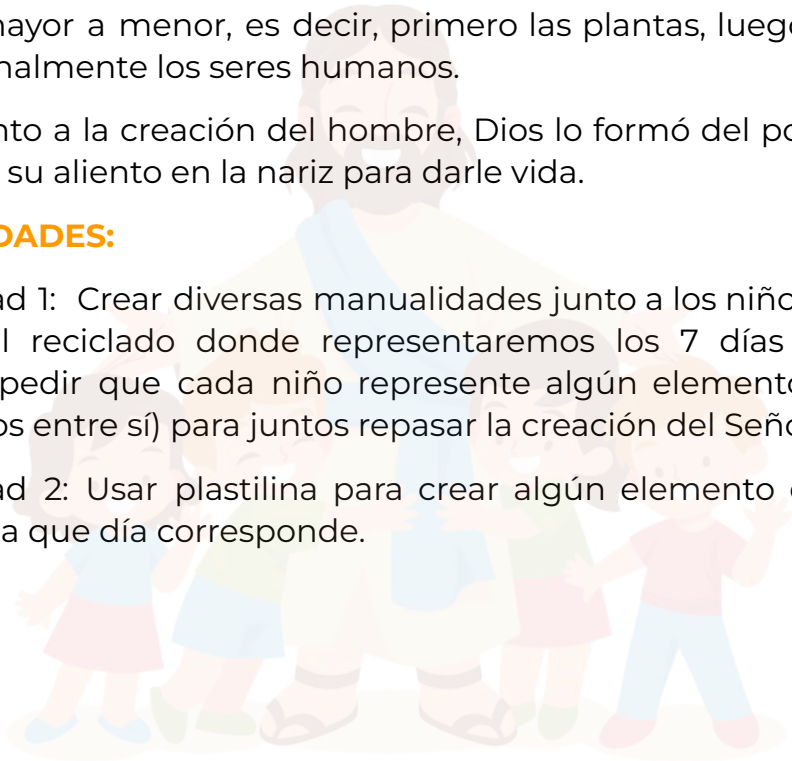 mayor a menor, es decir, primero las plantas, luego
nalmente los seres humanos.
nto a la creación del hombre, Dios lo formó del po
su aliento en la nariz para darle vida.
DADES:
ad 1: Crear diversas manualidades junto a los niño
l reciclado donde representaremos los 7 días
pedir que cada niño represente algún elemento
os entre sí) para juntos repasar la creación del Seño
ad 2: Usar plastilina para crear algún elemento
a que día corresponde.